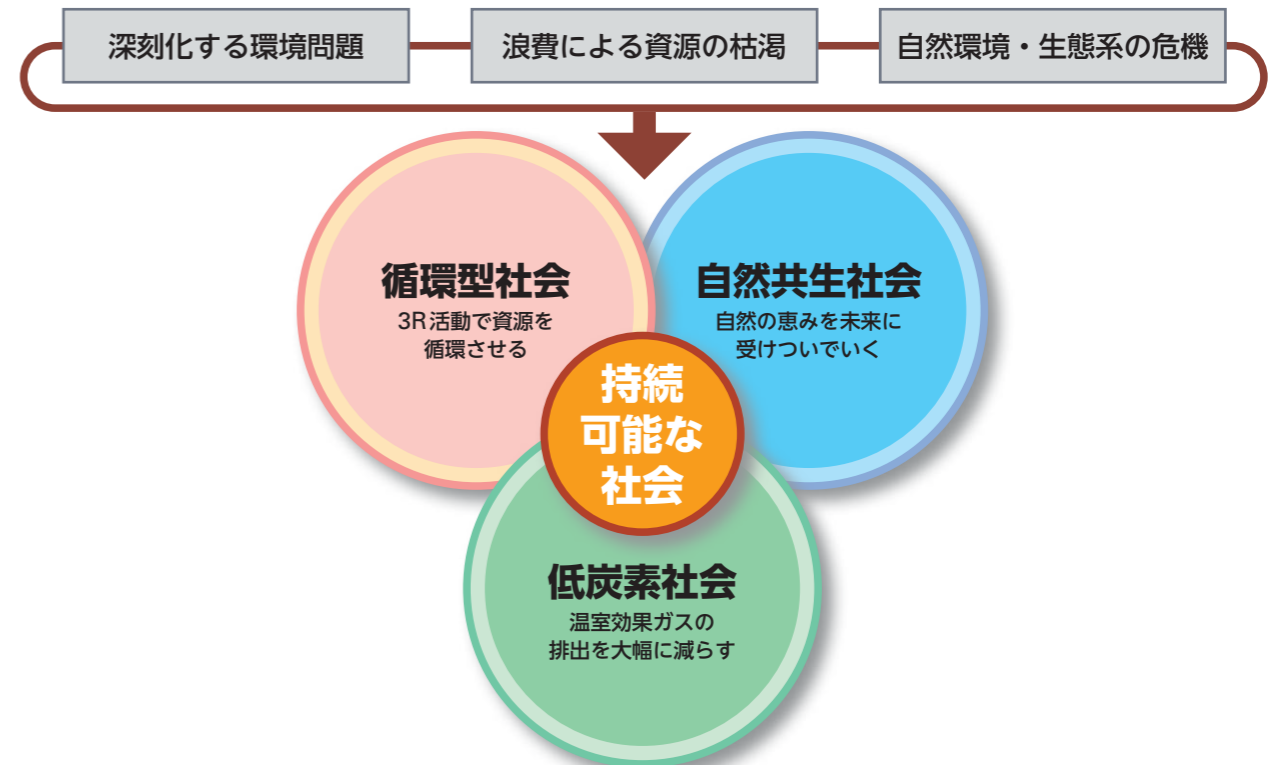 深刻化する環境問題
浪費による資源の枯渇
自然環境・生態系の危機
循環型社会
3R活動で資源を
循環させる
自然共生社会
自然の恵みを未来に
受けついでいく
持続
可能な
社会
低炭素社会
温室効果ガスの
排出を大幅に減らす